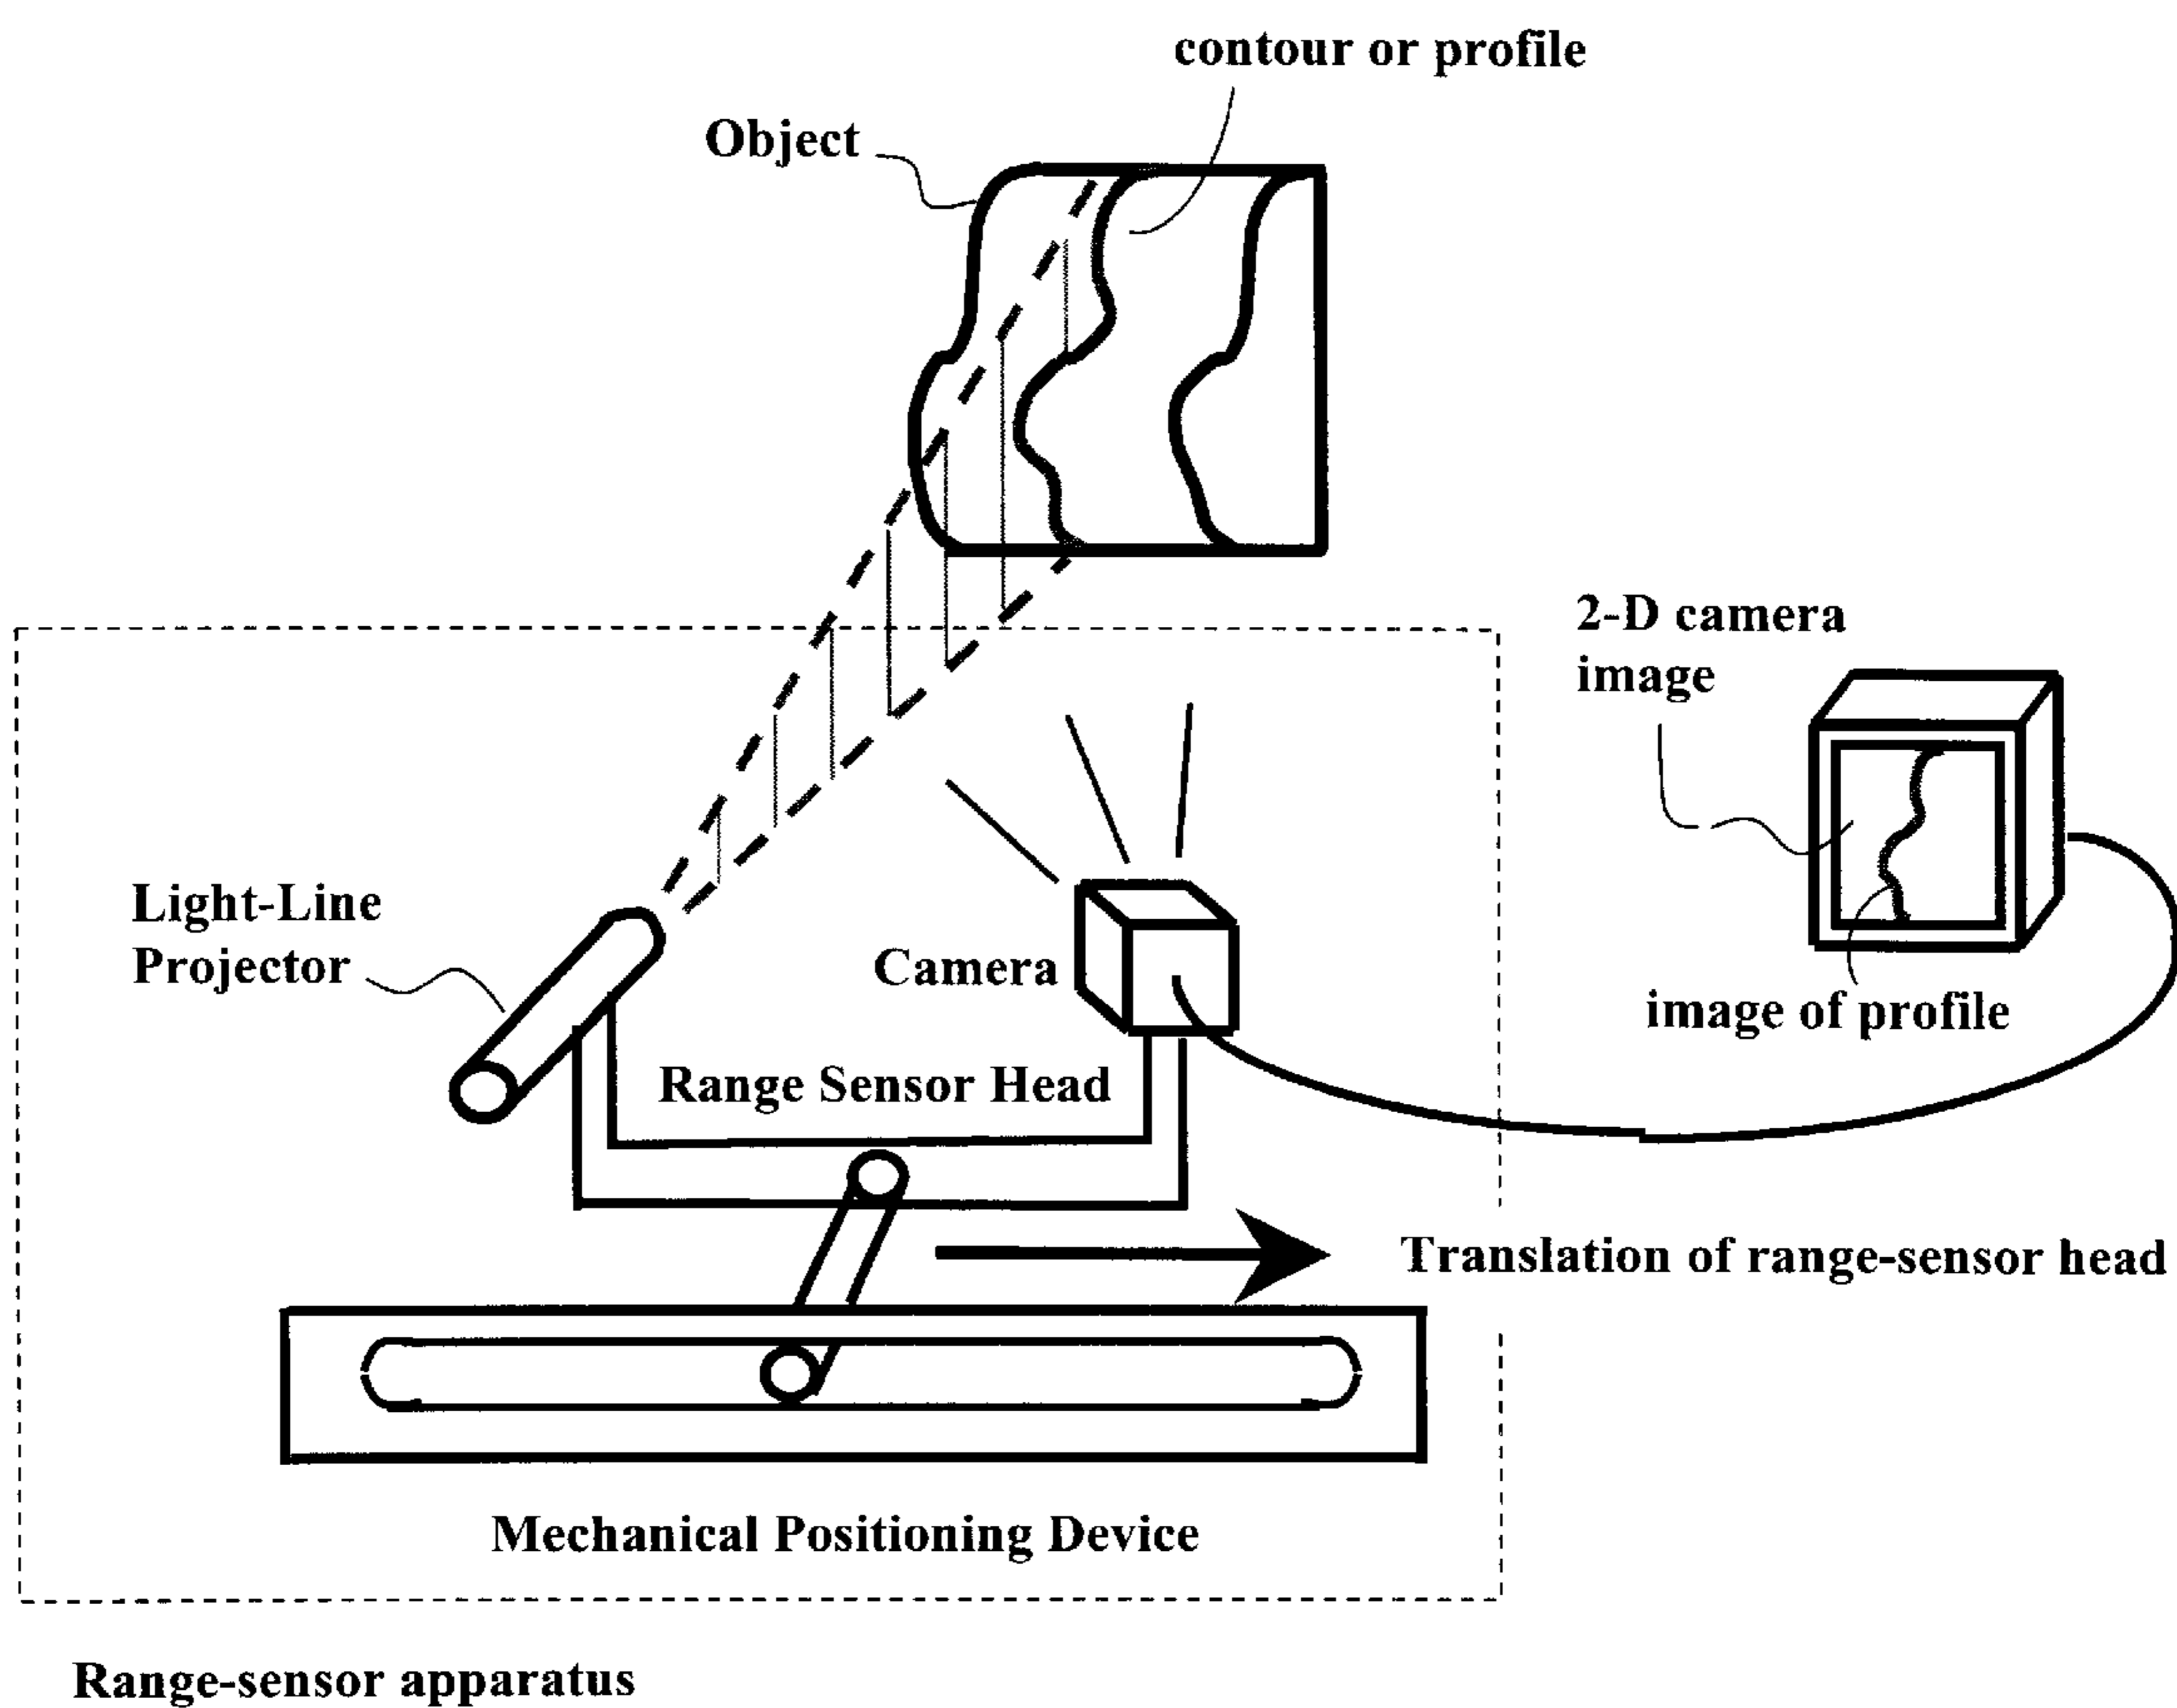 contour or profile
Object
2-D camera
image
Light-Line
Projector
Camera
image of profile
Range Sensor Head
Translation of range-sensor head
Mechanical Positioning Device
Range-sensor apparatus